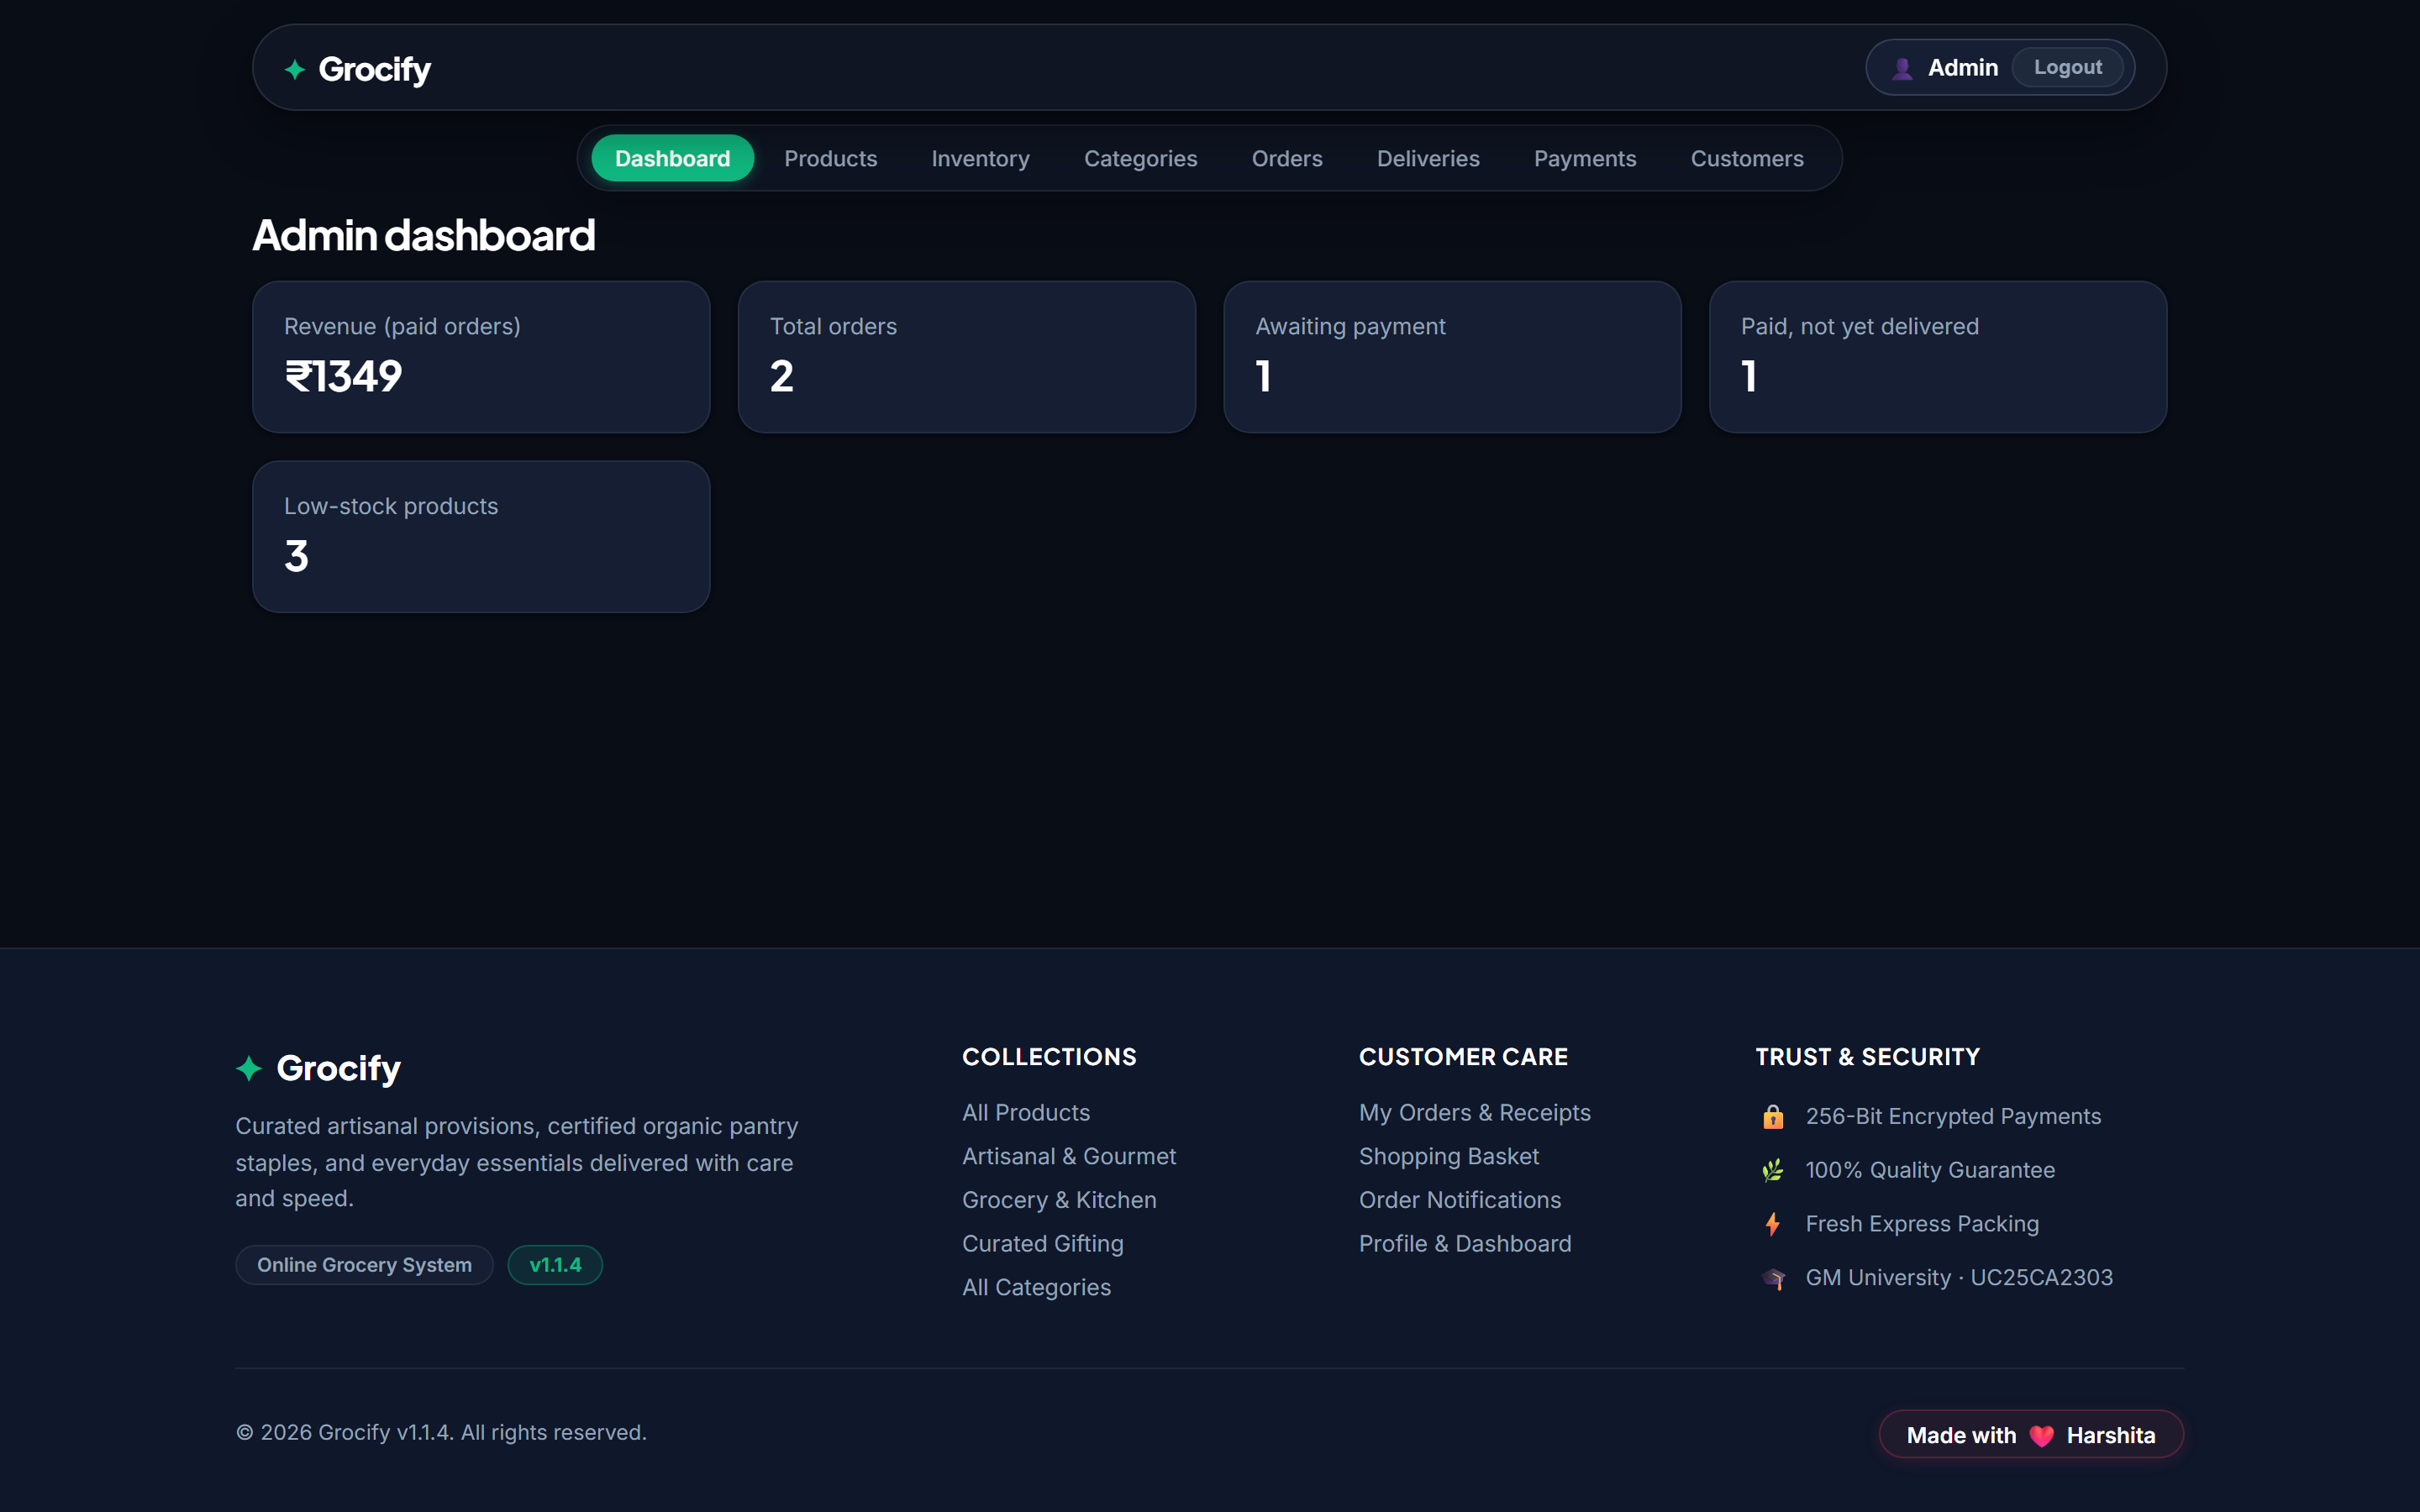 Grocify
Admin
Logout
Dashboard
Products
Inventory
Categories
Orders
Deliveries
Payments
Customers
Admin dashboard
Revenue (paid orders)
₹1349
Total orders
2
Awaiting payment
1
Paid, not yet delivered
1
Low-stock products
3
Grocify
Curated artisanal provisions, certified organic pantry
staples, and everyday essentials delivered with care
and speed.
Online Grocery System
v1.1.4
COLLECTIONS
All Products
Artisanal & Gourmet
Grocery & Kitchen
Curated Gifting
All Categories
CUSTOMER CARE
My Orders & Receipts
Shopping Basket
Order Notifications
Profile & Dashboard
TRUST & SECURITY
256-Bit Encrypted Payments
100% Quality Guarantee
Fresh Express Packing
GM University · UC25CA2303
© 2026 Grocify v1.1.4. All rights reserved.
Made with ❤️ Harshita